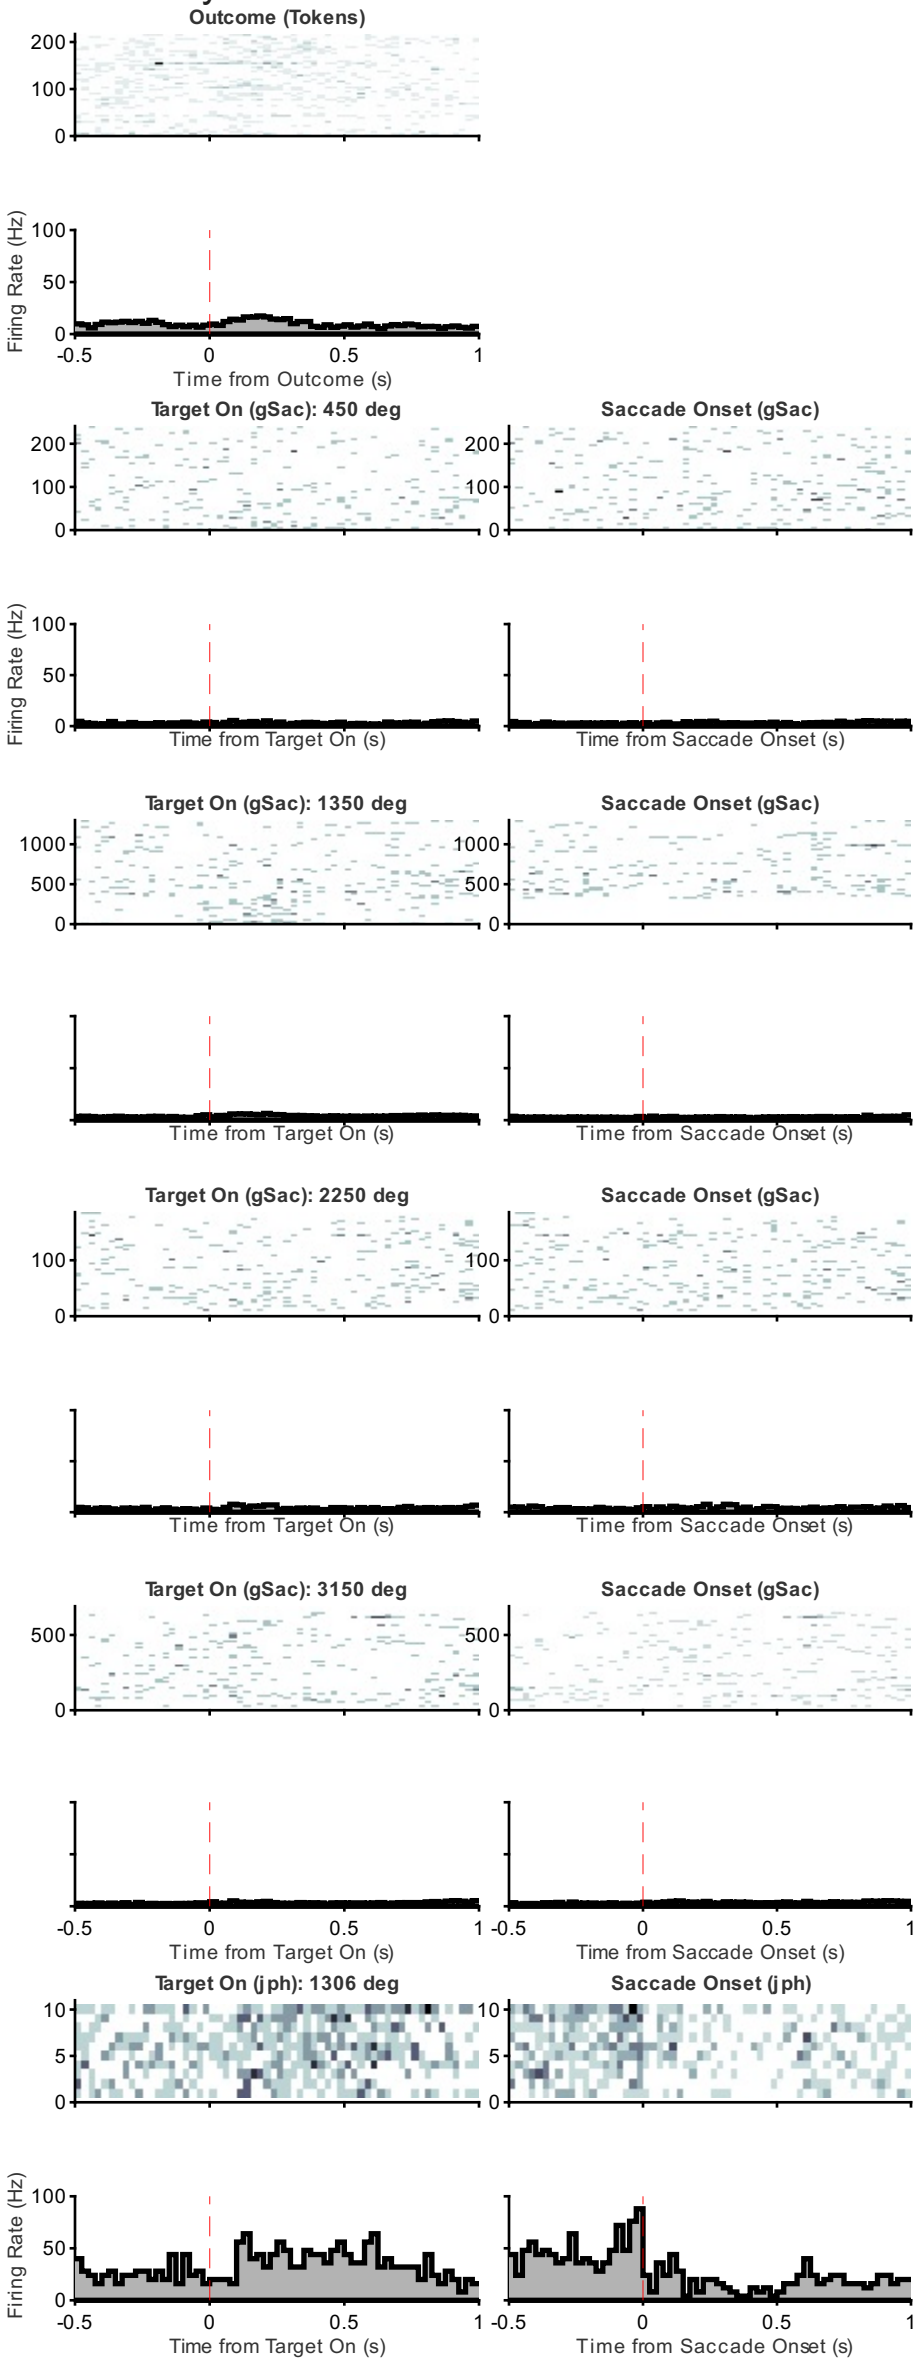 Outcome (Tokens)
200
100
0
Firing Rate (Hz)
100
50
0
-0.5 0 0.5 1
Time from Outcome (s)
Target On (gSac): 450 deg Saccade Onset (gSac)
200 200
100 100
0 0
Firing Rate (Hz)
100
50
0
Time from Target On (s) Time from Saccade Onset (s)
Target On (gSac): 1350 deg Saccade Onset (gSac)
1000 1000
500 500
0 0
Time from Target On (s) Time from Saccade Onset (s)
Target On (gSac): 2250 deg Saccade Onset (gSac)
100 100
0 0
Time from Target On (s) Time from Saccade Onset (s)
Target On (gSac): 3150 deg Saccade Onset (gSac)
500 500
0 0
-0.5 0 0.5 1 -0.5 0 0.5 1
Time from Target On (s) Time from Saccade Onset (s)
Target On (jph): 1306 deg Saccade Onset (jph)
10 10
5 5
0 0
Firing Rate (Hz)
100
50
0
-0.5 0 0.5 1 -0.5 0 0.5 1
Time from Target On (s) Time from Saccade Onset (s)